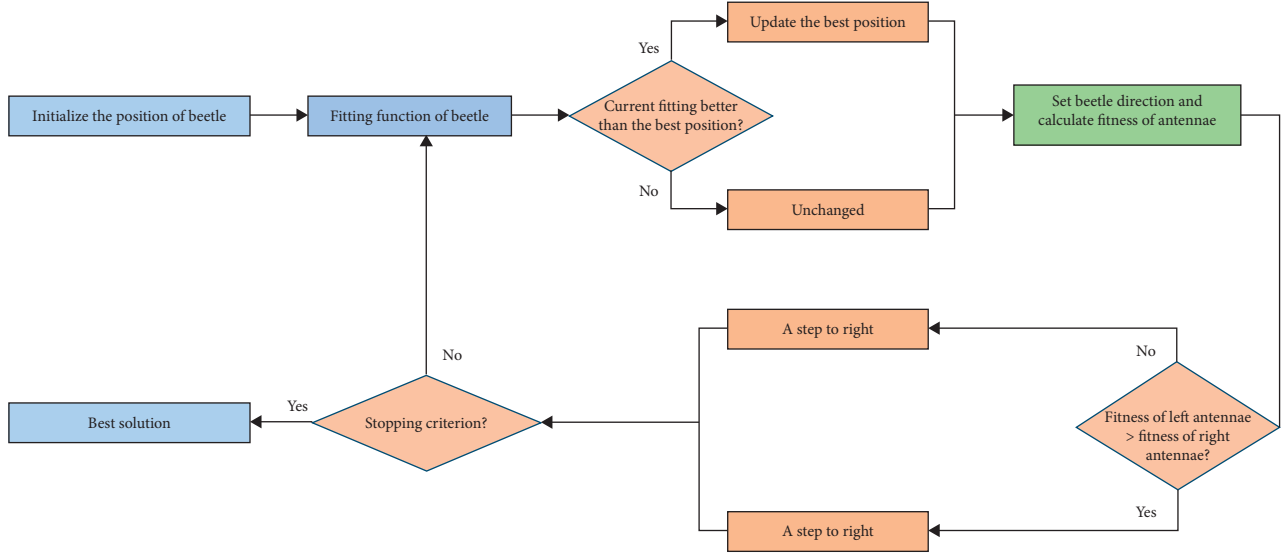 Initialize the position of beetle
Fitting function of beetle
Current fitting better
than the best position?
Yes
Update the best position
No
Unchanged
Set beetle direction and
calculate fitness of antennae
Fitness of left antennae
> fitness of right
antennae?
No
A step to right
Yes
A step to right
Stopping criterion?
No
Yes
Best solution